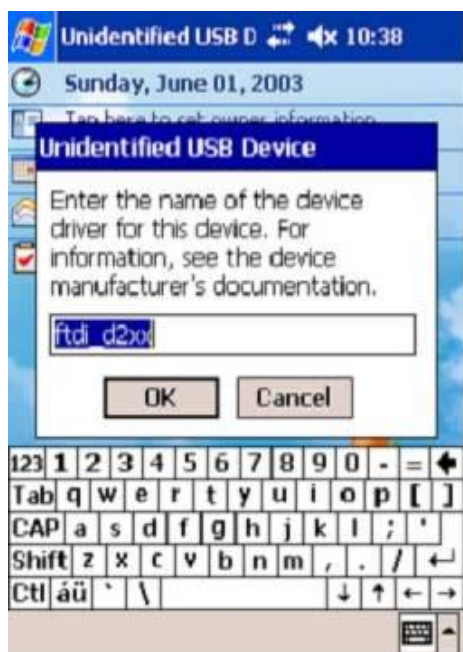 Unidentified USB D 10:38
Sunday, June 01, 2003
Tap here to set owner information
Unidentified USB Device
Enter the name of the device
driver for this device. For
information, see the device
manufacturer's documentation.
ftdi_d2xx
OK Cancel
123 1 2 3 4 5 6 7 8 9 0 - =
Tab q w e r t y u i o p [ ]
CAP a s d f g h j k l ; '
Shift z x c v b n m , . /
Ctl áü ` \